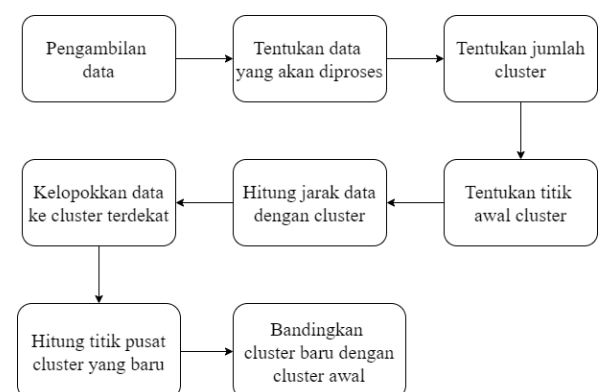 Pengambilan
data
Tentukan data
yang akan diproses
Tentukan jumlah
cluster
Tentukan titik
awal cluster
Hitung jarak data
dengan cluster
Kelopokkan data
ke cluster terdekat
Hitung titik pusat
cluster yang baru
Bandingkan
cluster baru dengan
cluster awal